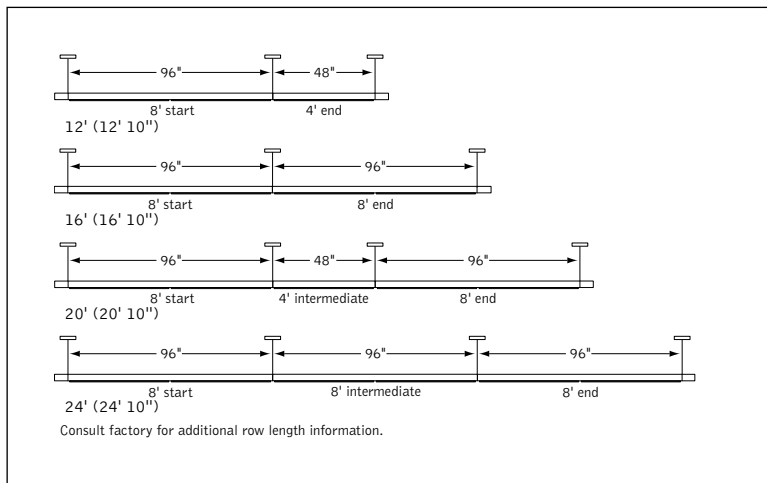 96" 48"
8' start 4' end
12' (12' 10")
96" 96"
8' start 8' end
16' (16' 10")
96" 48" 96"
8' start 4' intermediate 8' end
20' (20' 10")
96" 96" 96"
8' start 8' intermediate 8' end
24' (24' 10")
Consult factory for additional row length information.